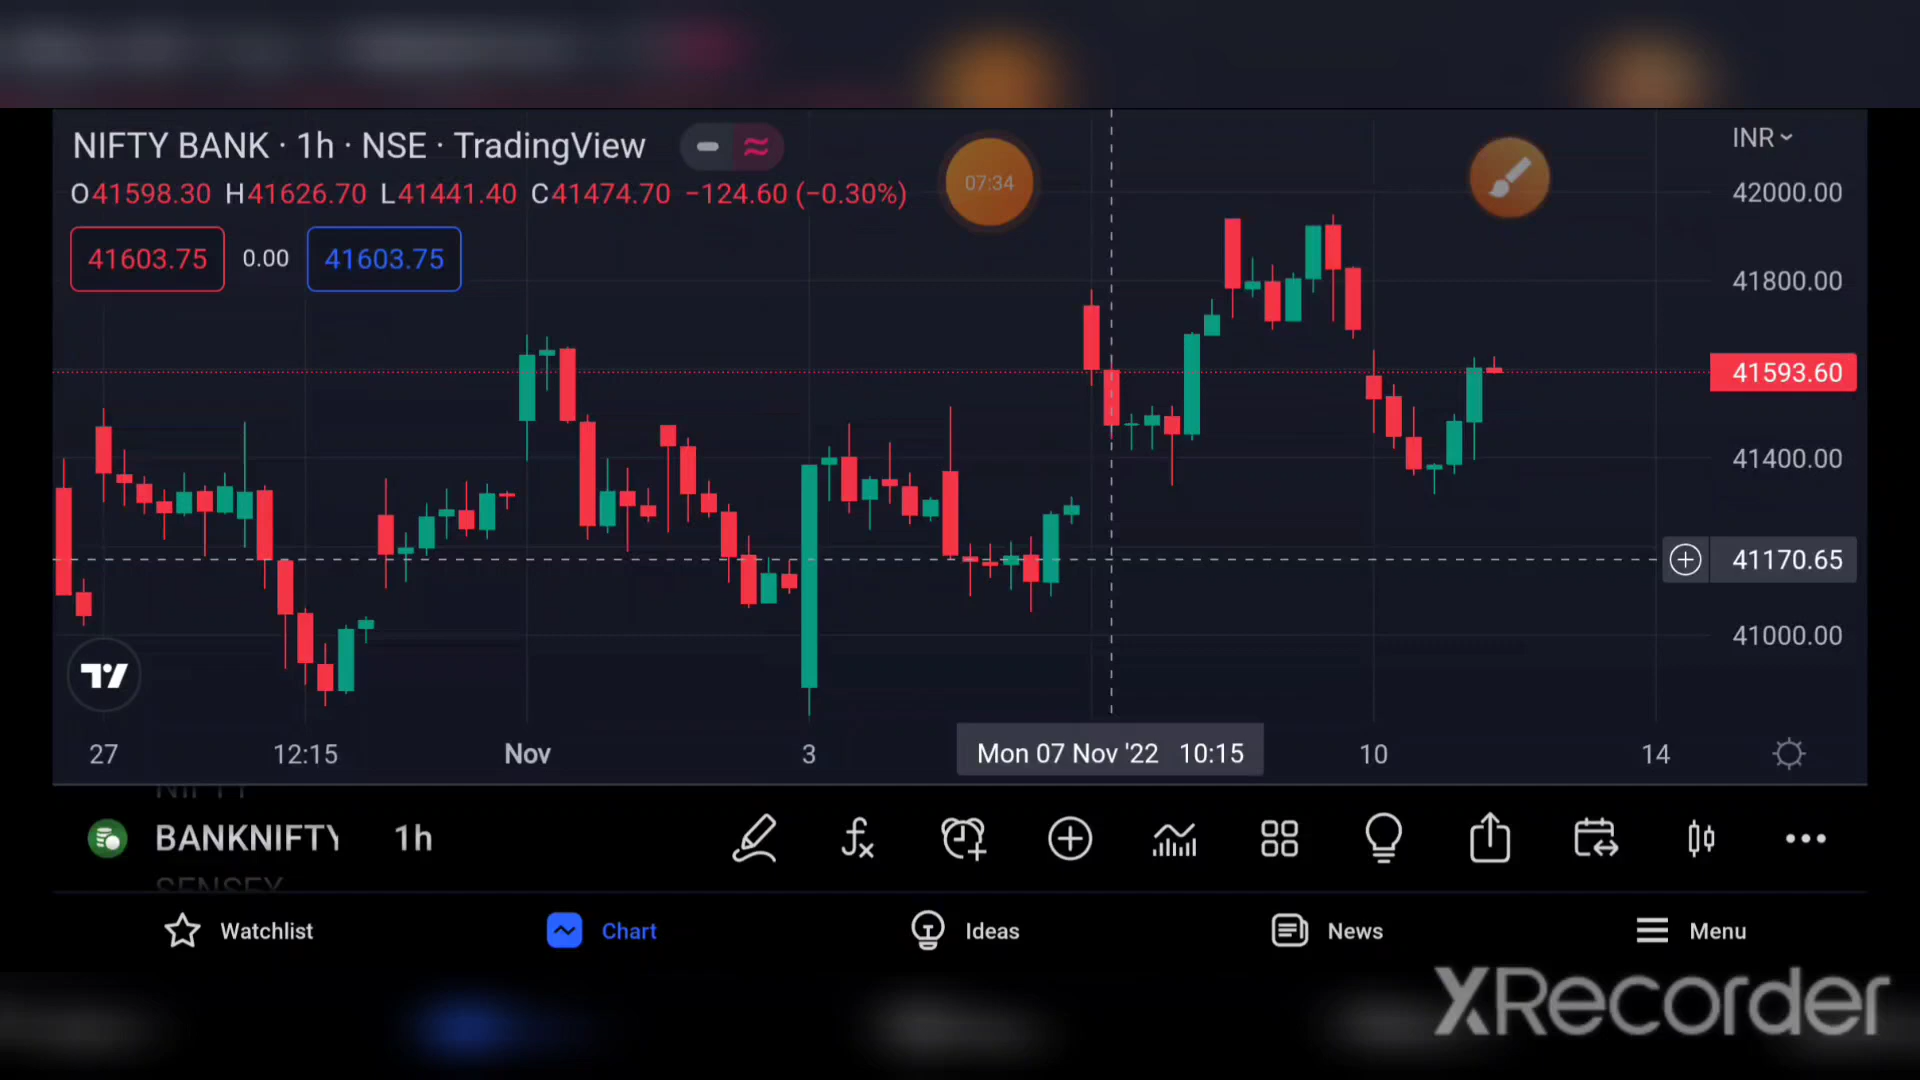 NIFTY BANK · 1h · NSE · TradingView
INR
O41598.30 H41626.70 L41441.40 C41474.70 −124.60 (−0.30%)
07:34
42000.00
41603.75 0.00 41603.75
41800.00
41593.60
41400.00
41170.65
41000.00
27 12:15 Nov 3 Mon 07 Nov '22 10:15 10 14
NIFTY
BANKNIFTY 1h
SENSEX
Watchlist Chart Ideas News Menu
XRecorder